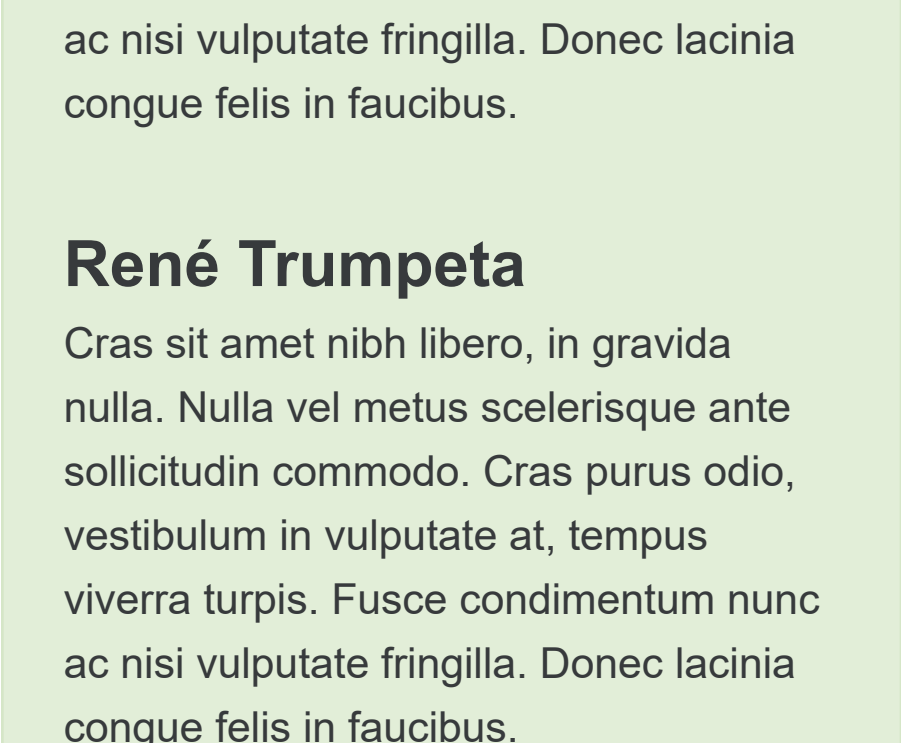 ac nisi vulputate fringilla. Donec lacinia
congue felis in faucibus.
René Trumpeta
Cras sit amet nibh libero, in gravida
nulla. Nulla vel metus scelerisque ante
sollicitudin commodo. Cras purus odio,
vestibulum in vulputate at, tempus
viverra turpis. Fusce condimentum nunc
ac nisi vulputate fringilla. Donec lacinia
congue felis in faucibus.